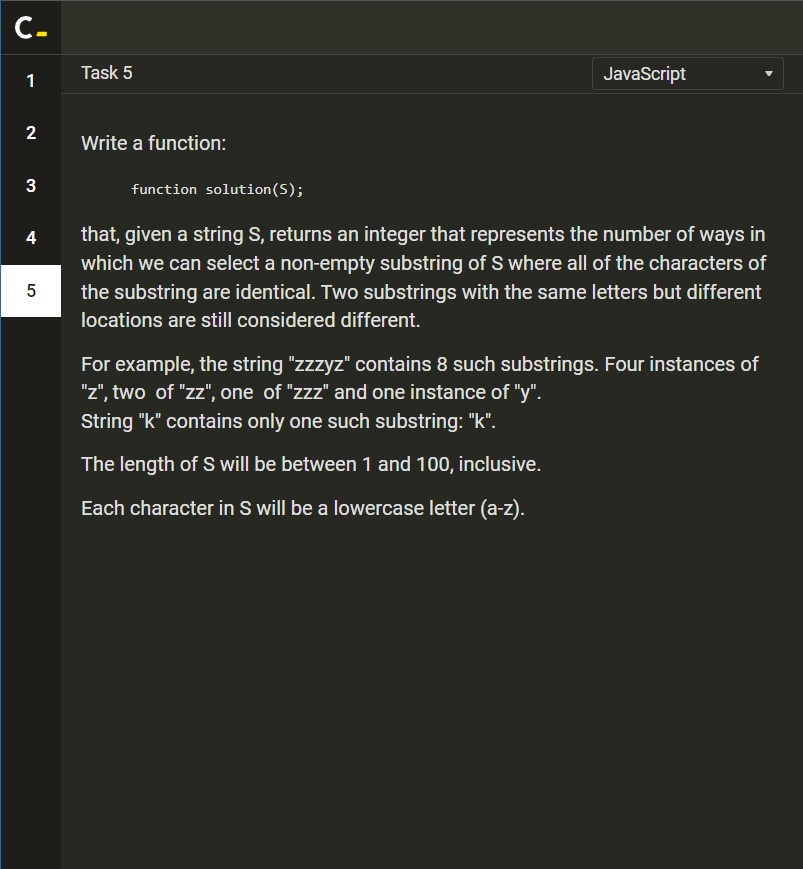 C_
Task 5
JavaScript
1
2
3
4
5
Write a function:
function solution(S);
that, given a string S, returns an integer that represents the number of ways in
which we can select a non-empty substring of S where all of the characters of
the substring are identical. Two substrings with the same letters but different
locations are still considered different.
For example, the string "zzzyz" contains 8 such substrings. Four instances of
"z", two  of "zz", one  of "zzz" and one instance of "y".
String "k" contains only one such substring: "k".
The length of S will be between 1 and 100, inclusive.
Each character in S will be a lowercase letter (a-z).